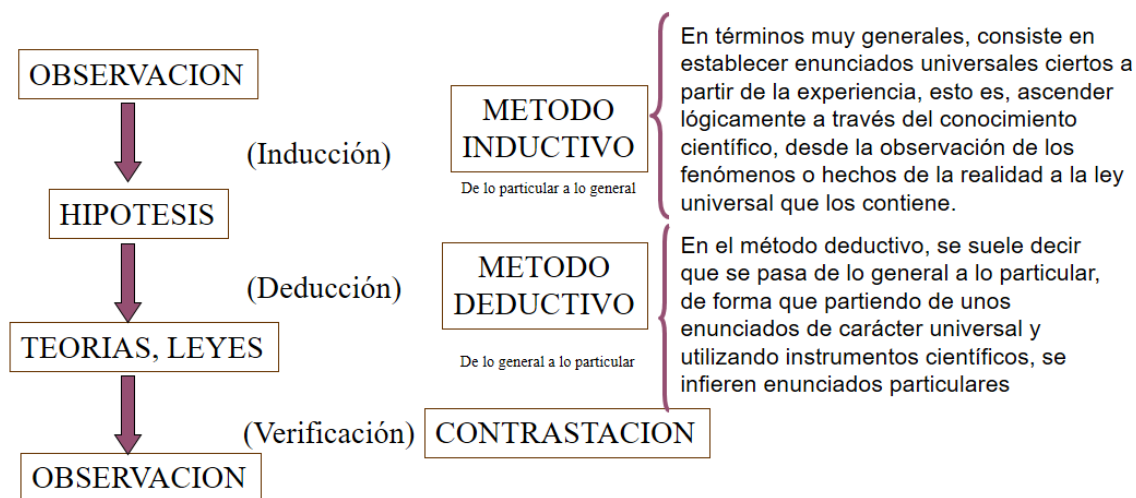 OBSERVACION
(Inducción)
HIPOTESIS
(Deducción)
TEORIAS, LEYES
(Verificación)
OBSERVACION
METODO
INDUCTIVO
De lo particular a lo general
En términos muy generales, consiste en
establecer enunciados universales ciertos a
partir de la experiencia, esto es, ascender
lógicamente a través del conocimiento
científico, desde la observación de los
fenómenos o hechos de la realidad a la ley
universal que los contiene.
METODO
DEDUCTIVO
De lo general a lo particular
En el método deductivo, se suele decir
que se pasa de lo general a lo particular,
de forma que partiendo de unos
enunciados de carácter universal y
utilizando instrumentos científicos, se
infieren enunciados particulares
CONTRASTACION